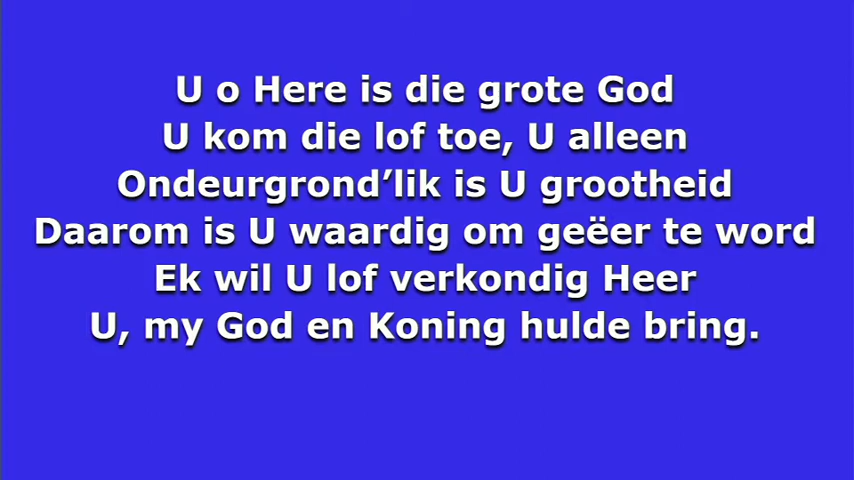 U o Here is die grote God
U kom die lof toe, U alleen
Ondeurgrond’lik is U grootheid
Daarom is U waardig om geëer te word
Ek wil U lof verkondig Heer
U, my God en Koning hulde bring.